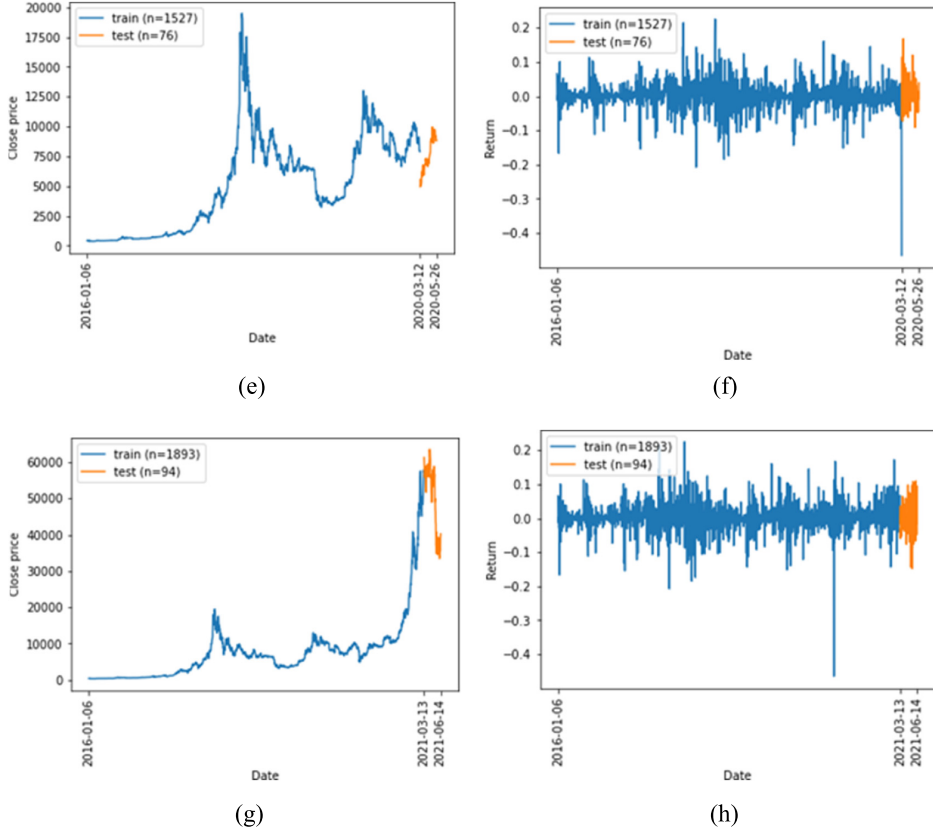 train (n=1527)
test (n=76)
20000
17500
15000
12500
10000
7500
5000
2500
0
Close price
2016-01-06
2020-03-12
2020-05-26
Date
(e)
train (n=1527)
test (n=76)
0.2
0.1
0.0
−0.1
−0.2
−0.3
−0.4
Return
2016-01-06
2020-03-12
2020-05-26
Date
(f)
train (n=1893)
test (n=94)
60000
50000
40000
30000
20000
10000
0
Close price
2016-01-06
2021-03-13
2021-06-14
Date
(g)
train (n=1893)
test (n=94)
0.2
0.1
0.0
−0.1
−0.2
−0.3
−0.4
Return
2016-01-06
2021-03-13
2021-06-14
Date
(h)